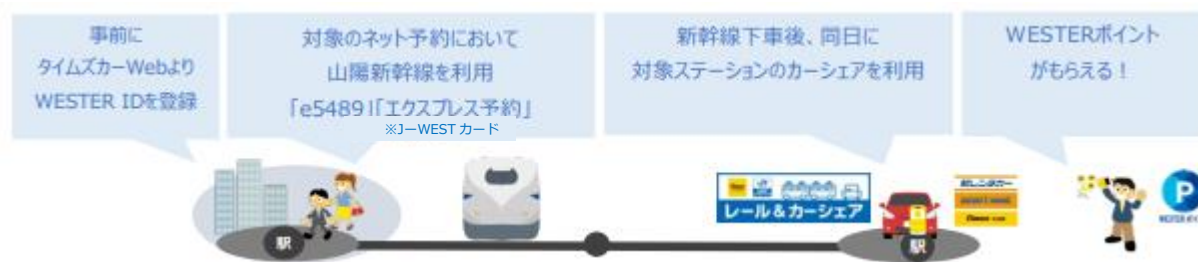 事前に
タイムズカーWebより
WESTER IDを登録
対象のネット予約において
山陽新幹線を利用
「e5489」「エクスプレス予約」
※J－WEST カード
新幹線下車後、同日に
対象ステーションのカーシェアを利用
WESTERポイント
がもらえる！
駅
レール&カーシェア
駅
P